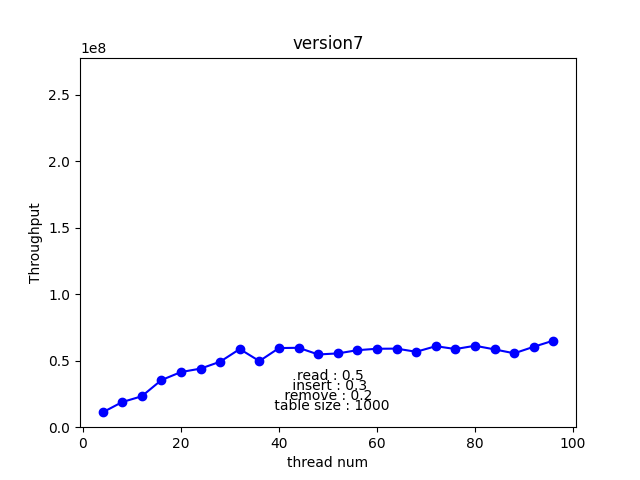 version7
1e8
2.5
2.0
1.5
1.0
0.5
0.0
Throughput
read : 0.5
insert : 0.3
remove : 0.2
table size : 1000
0 20 40 60 80 100
thread num